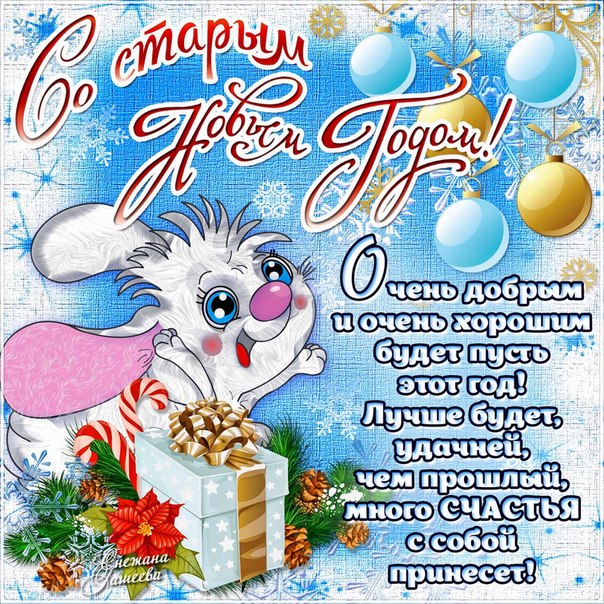 Со старым
Новым Годом!
Очень добрым
и очень хорошим
будет пусть
этот год!
Лучше будет,
удачней,
чем прошлый,
много СЧАСТЬЯ
с собой
принесет!
Снежана